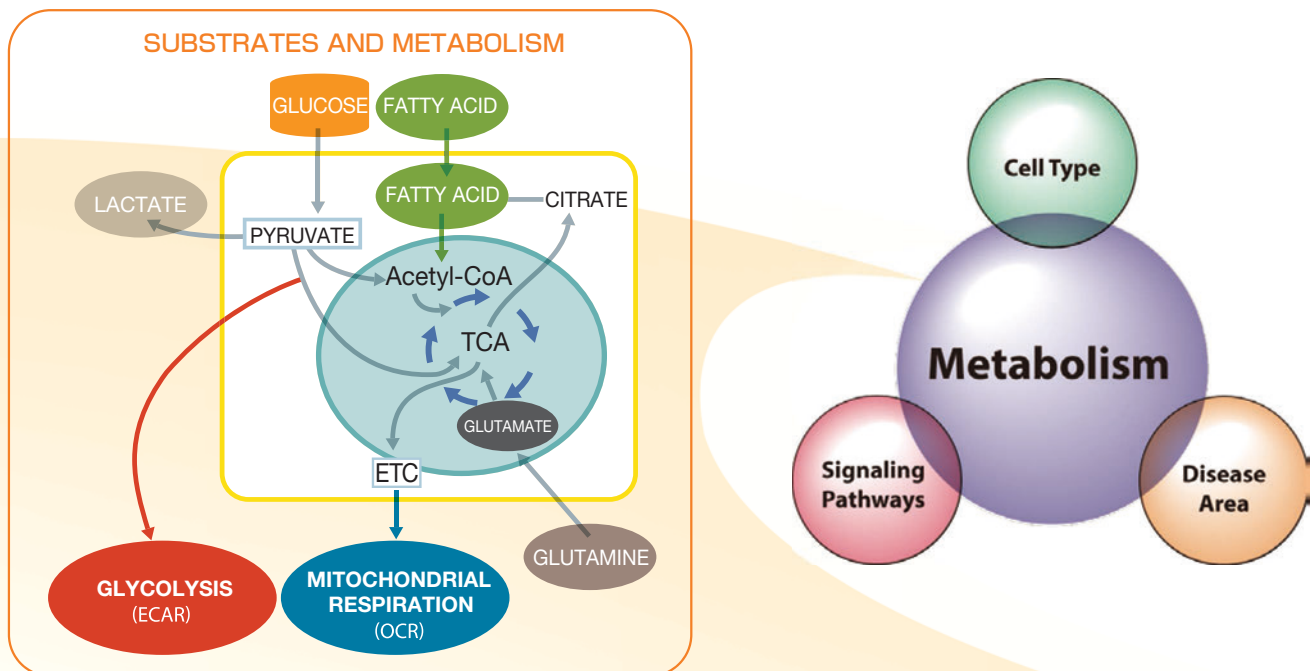 SUBSTRATES AND METABOLISM
GLUCOSE
FATTY ACID
FATTY ACID
CITRATE
LACTATE
PYRUVATE
Acetyl-CoA
TCA
GLUTAMATE
ETC
GLUTAMINE
GLYCOLYSIS
(ECAR)
MITOCHONDRIAL
RESPIRATION
(OCR)
Cell Type
Metabolism
Signaling
Pathways
Disease
Area